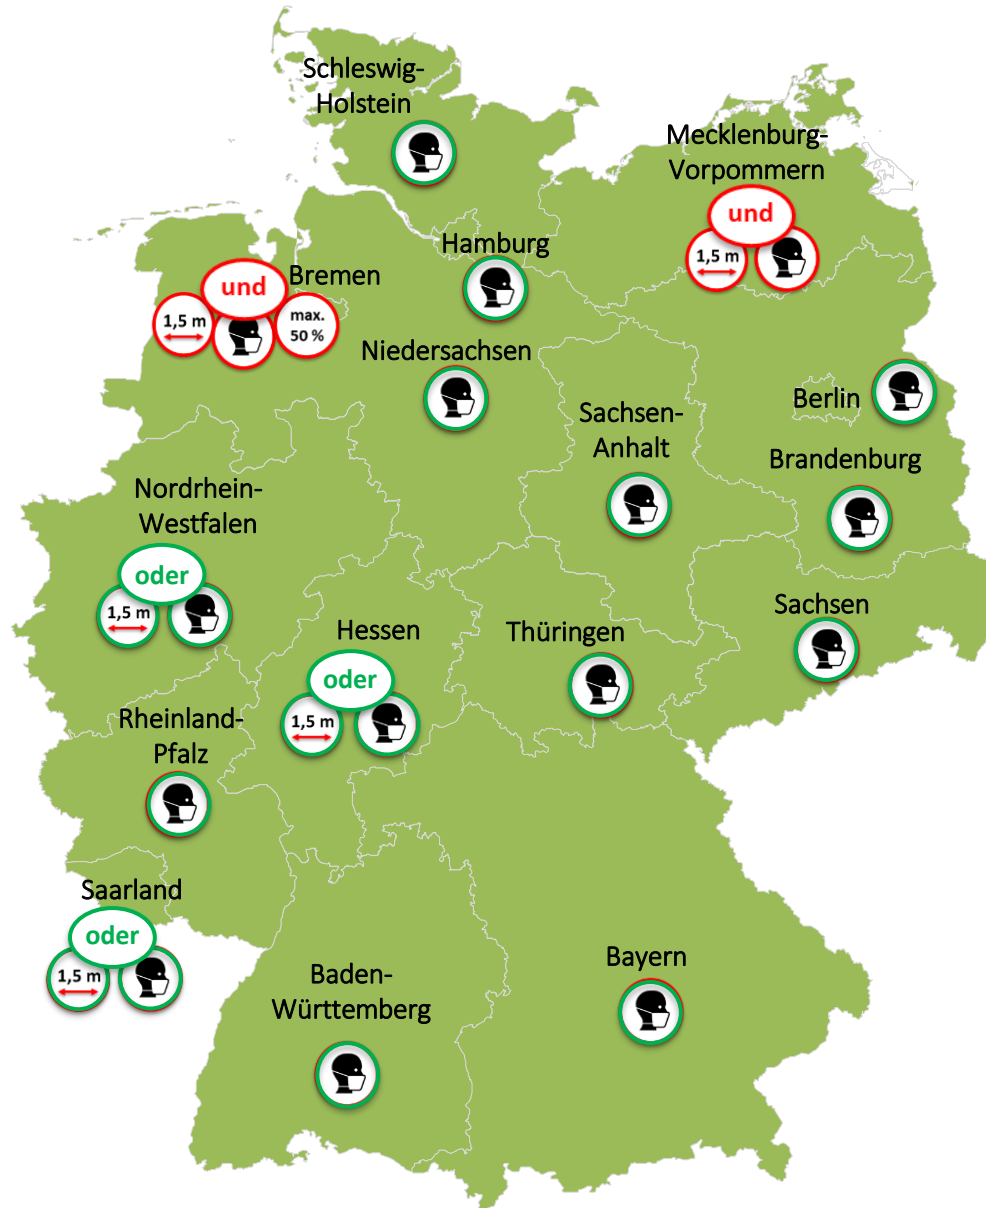 Schleswig-
Holstein
Mecklenburg-
Vorpommern
und
1,5 m
Hamburg
Bremen
und
1,5 m
max.
50 %
Niedersachsen
Berlin
Sachsen-
Anhalt
Brandenburg
Nordrhein-
Westfalen
oder
1,5 m
Sachsen
Hessen
oder
1,5 m
Thüringen
Rheinland-
Pfalz
Saarland
oder
1,5 m
Baden-
Württemberg
Bayern